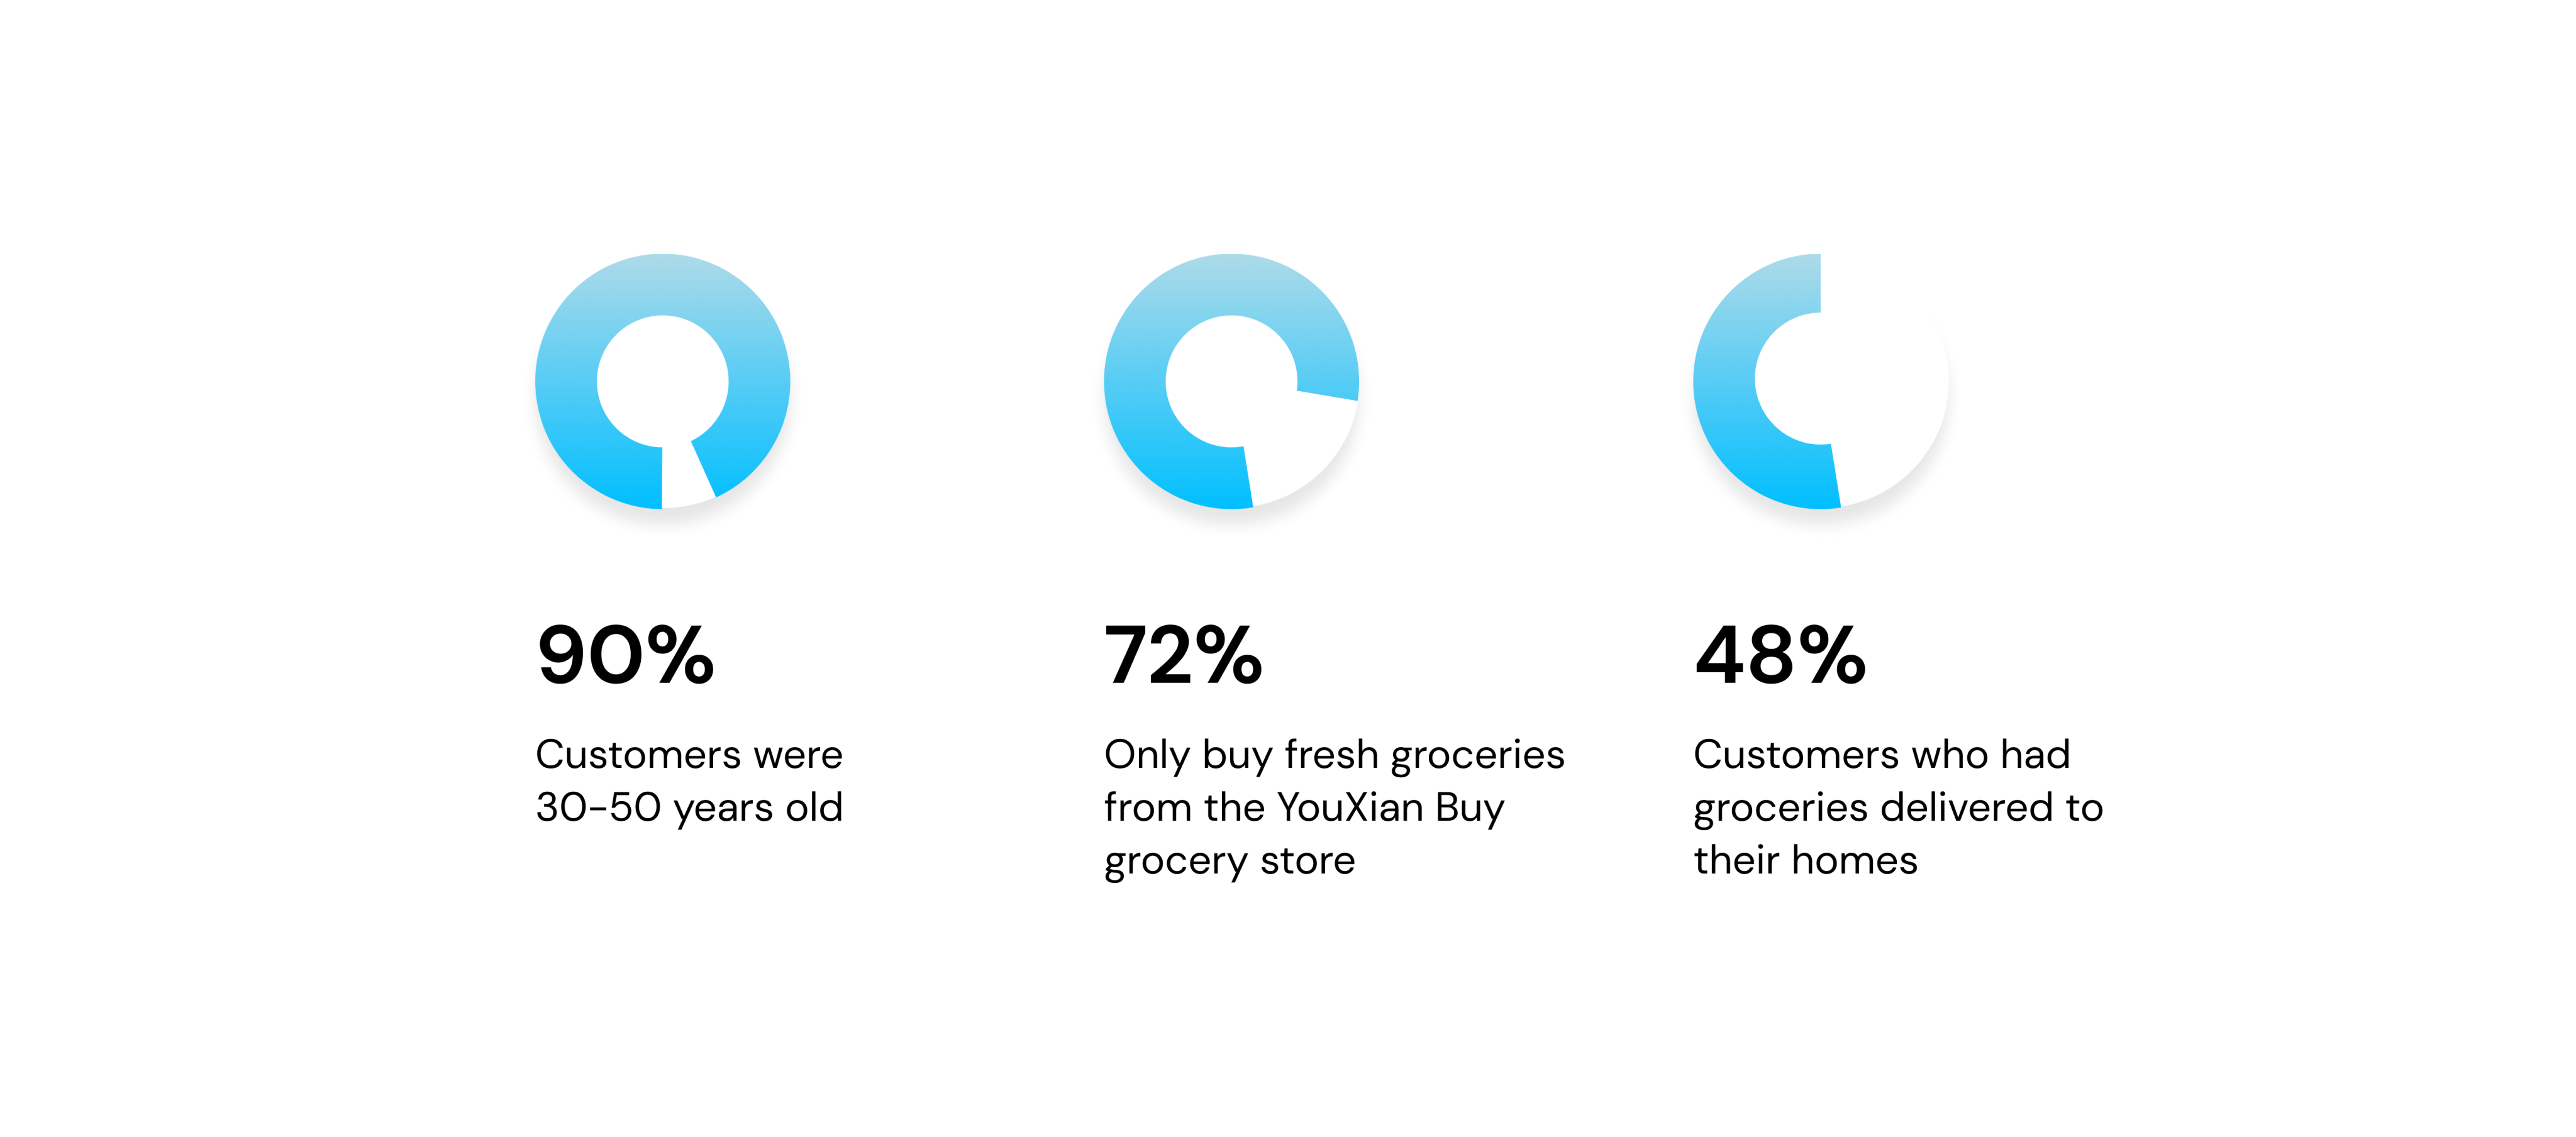 90%
Customers were
30-50 years old
72%
Only buy fresh groceries
from the YouXian Buy
grocery store
48%
Customers who had
groceries delivered to
their homes